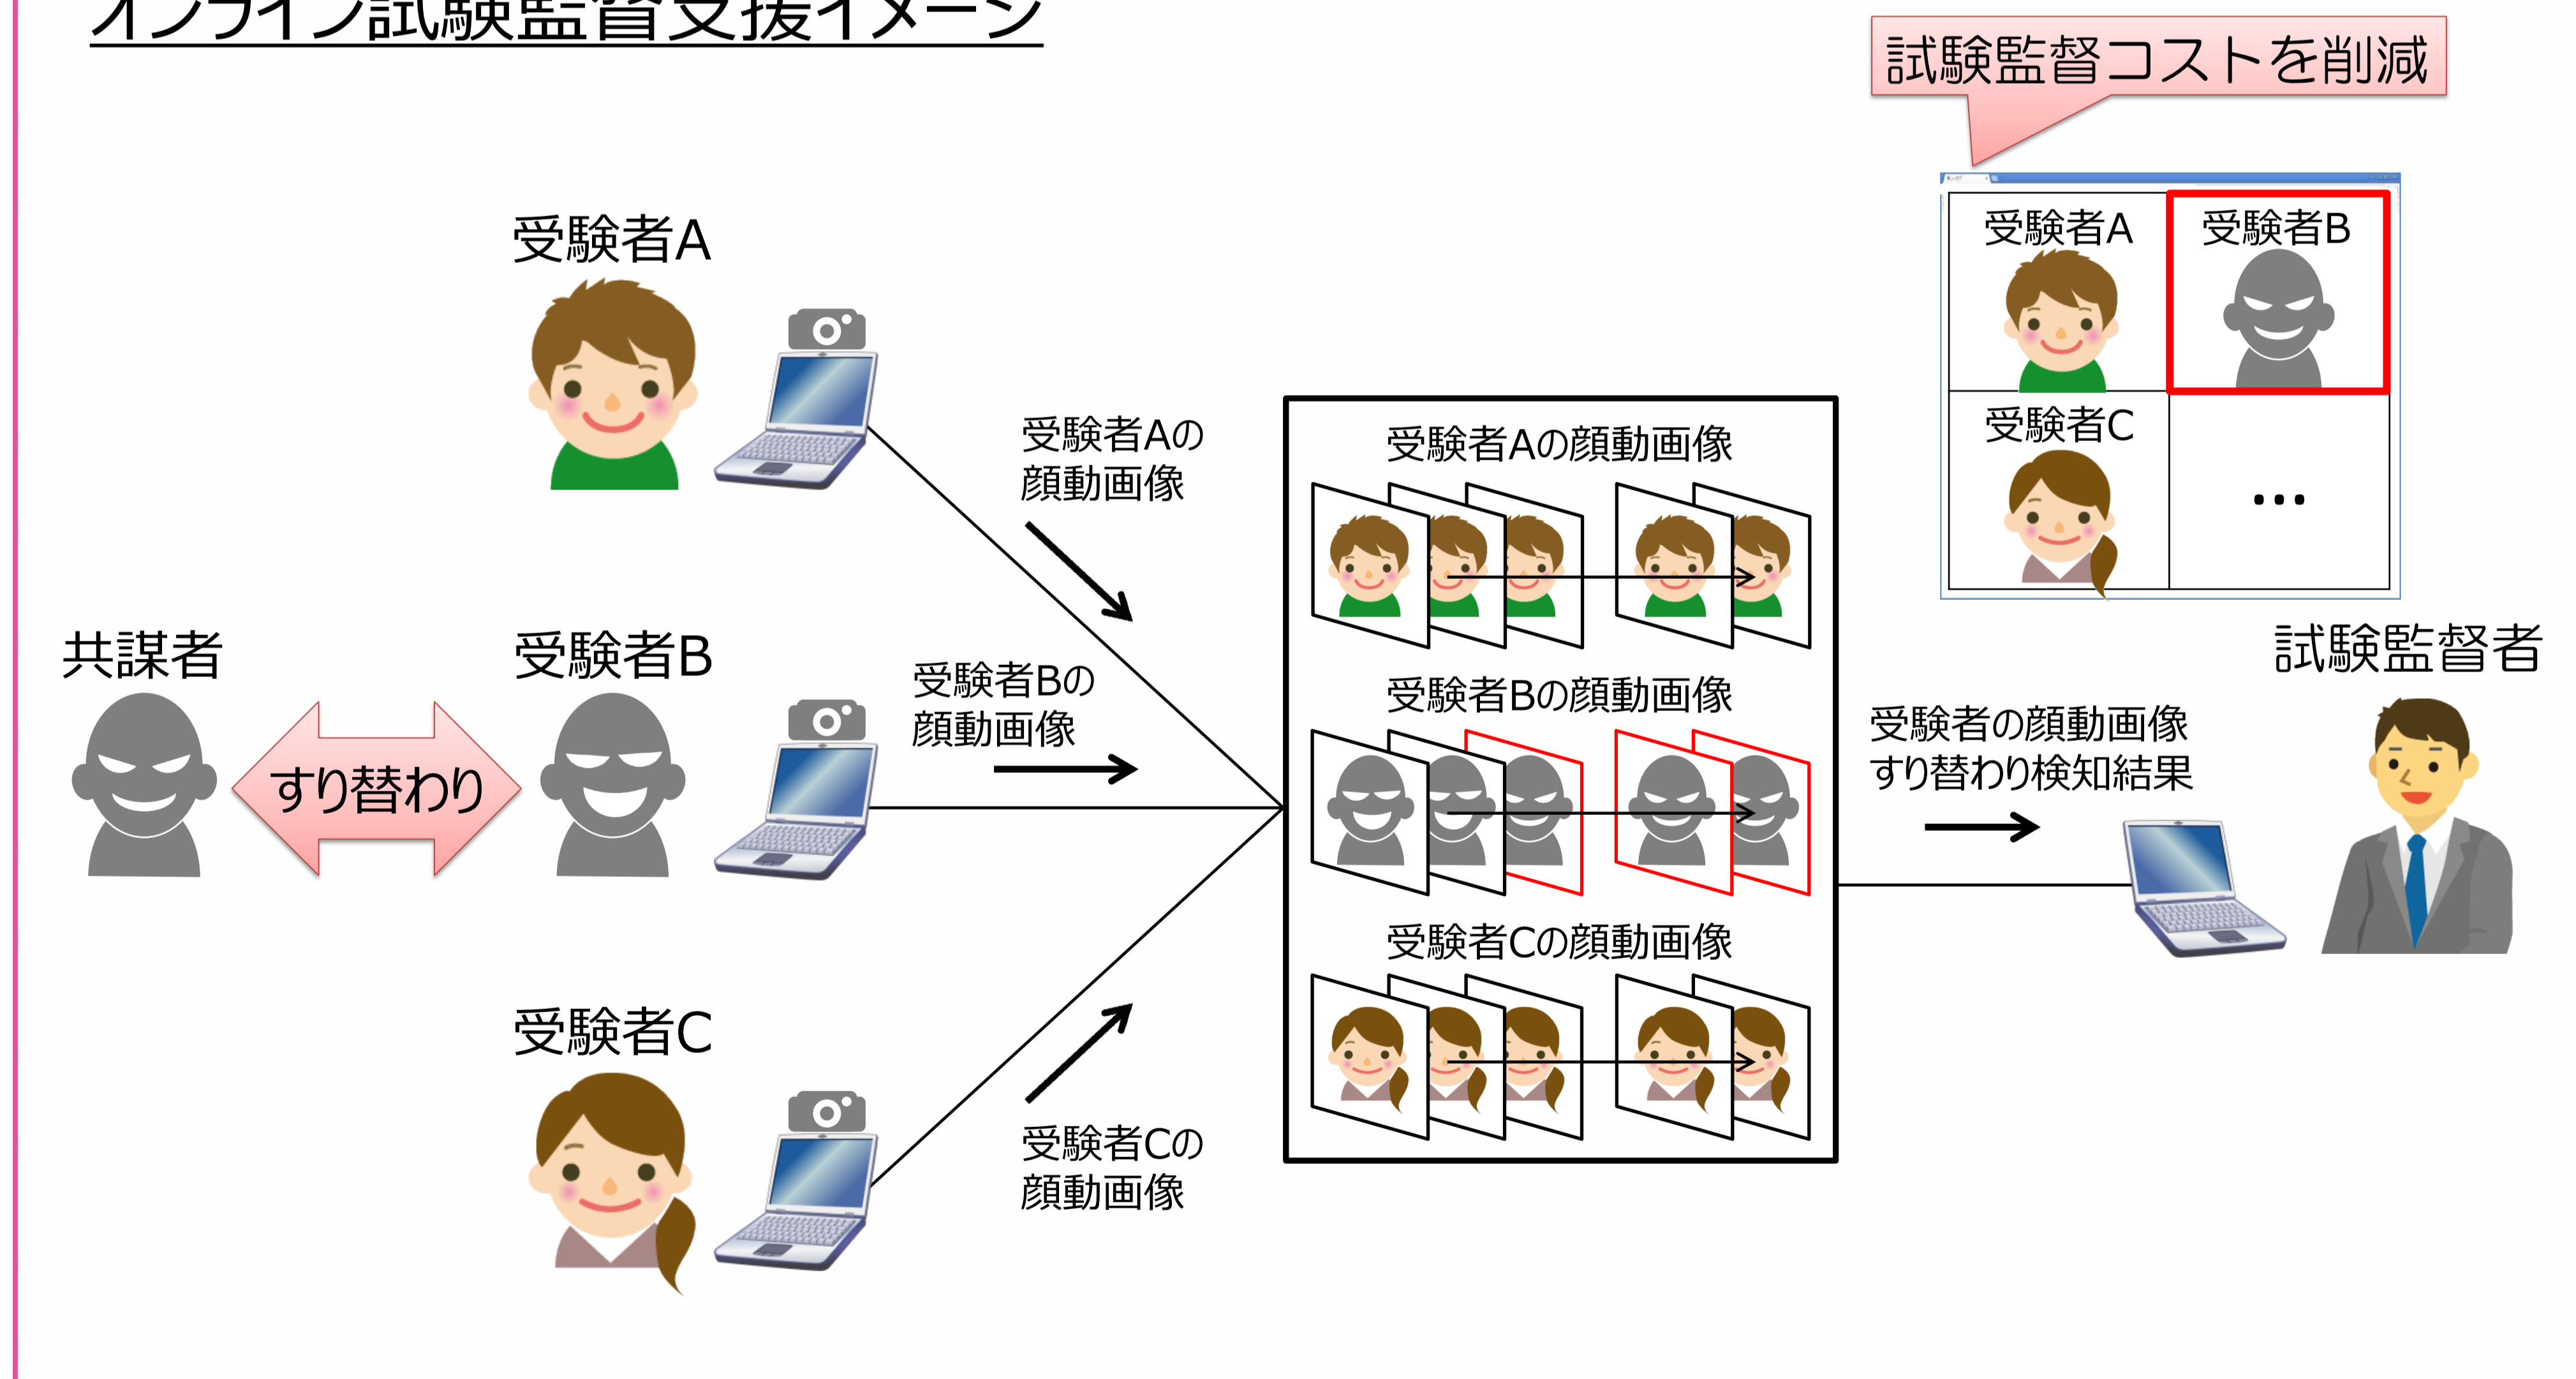 オンライン試験監督支援イメージ
試験監督コストを削減
受験者A
受験者B
受験者C
…
受験者A
受験者Aの
顔動画像
共謀者
すり替わり
受験者B
受験者Bの
顔動画像
受験者C
受験者Cの
顔動画像
受験者Aの顔動画像
受験者Bの顔動画像
受験者Cの顔動画像
受験者の顔動画像
すり替わり検知結果
試験監督者